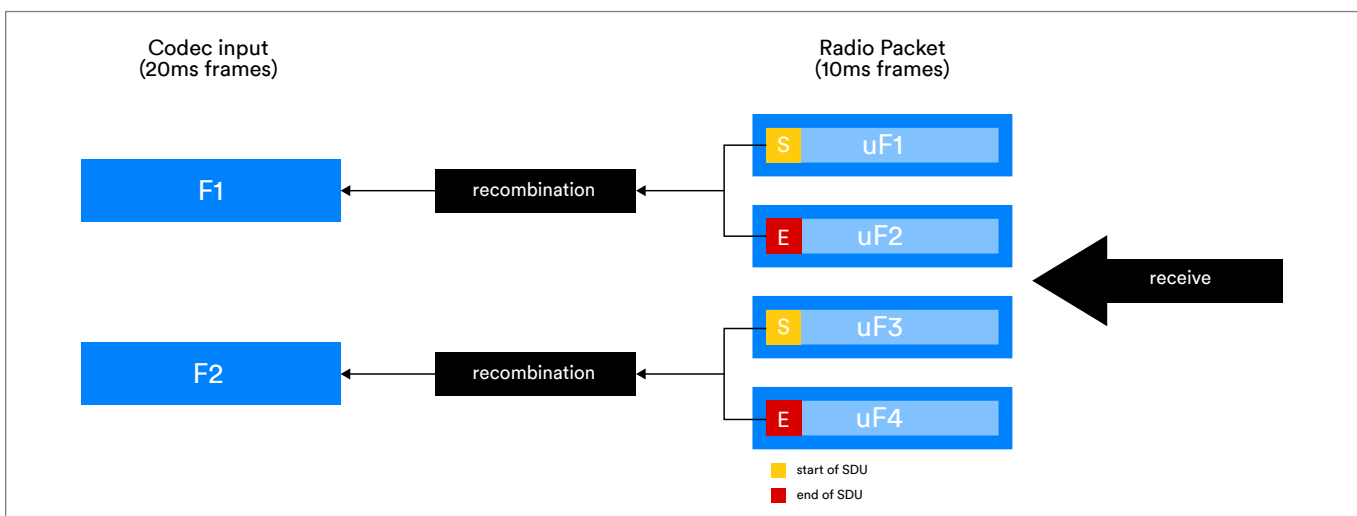 Codec input
(20ms frames)
Radio Packet
(10ms frames)
S
uF1
F1
recombination
E
uF2
receive
S
uF3
F2
recombination
E
uF4
start of SDU
end of SDU